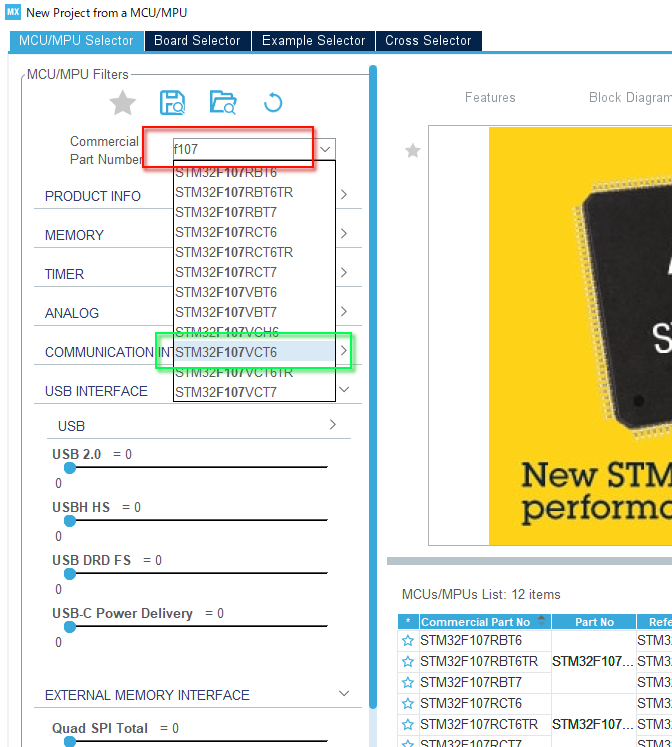 MX New Project from a MCU/MPU
MCU/MPU Selector Board Selector Example Selector Cross Selector
MCU/MPU Filters
Features Block Diagram
Commercial
Part Number
f107
STM32F107RBT6
STM32F107RBT6TR
STM32F107RBT7
STM32F107RCT6
STM32F107RCT6TR
STM32F107RCT7
STM32F107VBT6
STM32F107VBT7
STM32F107VCH6
STM32F107VCT6
STM32F107VCT6TR
STM32F107VCT7
PRODUCT INFO
MEMORY
TIMER
ANALOG
COMMUNICATION INT
USB INTERFACE
USB
USB 2.0 = 0
0
USBH HS = 0
0
USB DRD FS = 0
0
USB-C Power Delivery = 0
0
EXTERNAL MEMORY INTERFACE
Quad SPI Total = 0
S
New STM
performa
MCUs/MPUs List: 12 items
* Commercial Part No Part No Refe
STM32F107RBT6 STM3
STM32F107RBT6TR STM32F107... STM3
STM32F107RBT7 STM3
STM32F107RCT6 STM3
STM32F107RCT6TR STM32F107... STM3
STM32F107RCT7 STM3